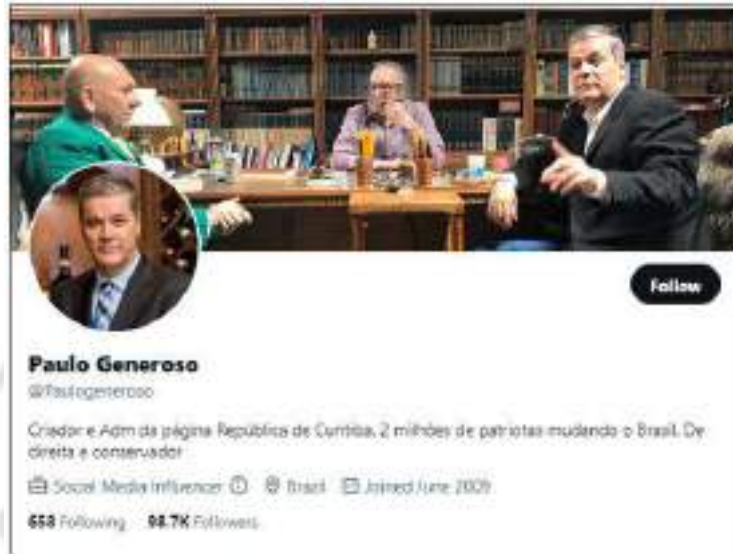 Follow
Paulo Generoso
@Paulogeneroso
Criador e Adm da página República de Curitiba, 2 milhões de patriotas mudando o Brasil. De
direita e conservador
Social Media Influencer Brazil Joined June 2009
658 Following 98.7K Followers